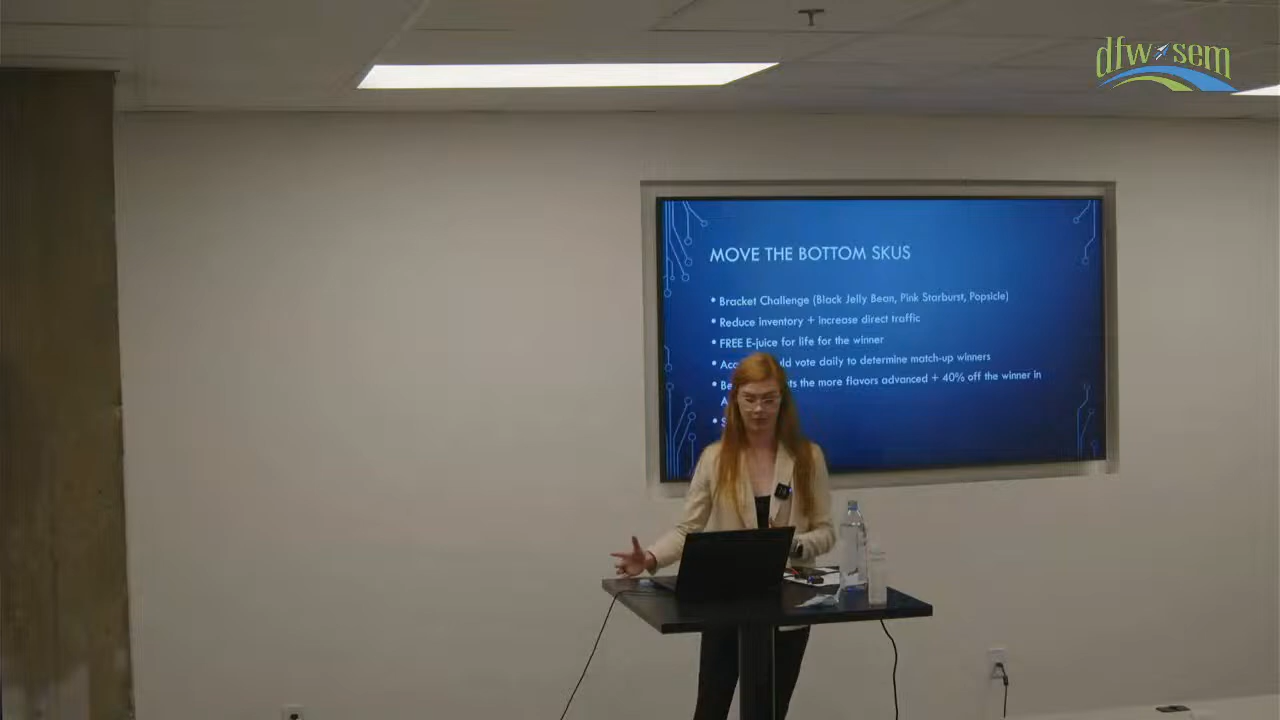 dfw sem
MOVE THE BOTTOM SKUS
• Bracket Challenge (Black Jelly Bean, Pink Starburst, Popsicle)
• Reduce inventory + increase direct traffic
• FREE E-juice for life for the winner
• vote daily to determine match-up winners
• the more flavors advanced + 40% off the winner in